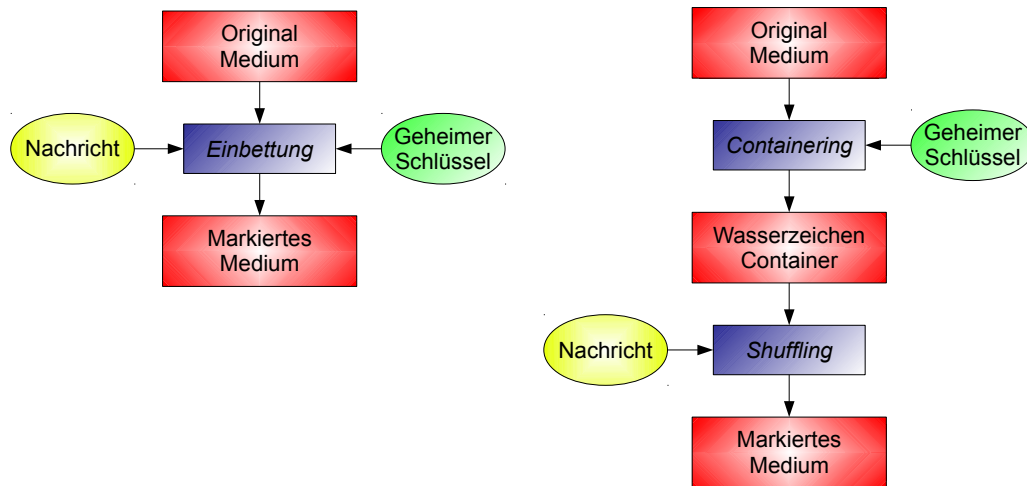 Original
Medium
Nachricht
Einbettung
Geheimer
Schlüssel
Markiertes
Medium
Original
Medium
Containering
Geheimer
Schlüssel
Wasserzeichen
Container
Nachricht
Shuffling
Markiertes
Medium